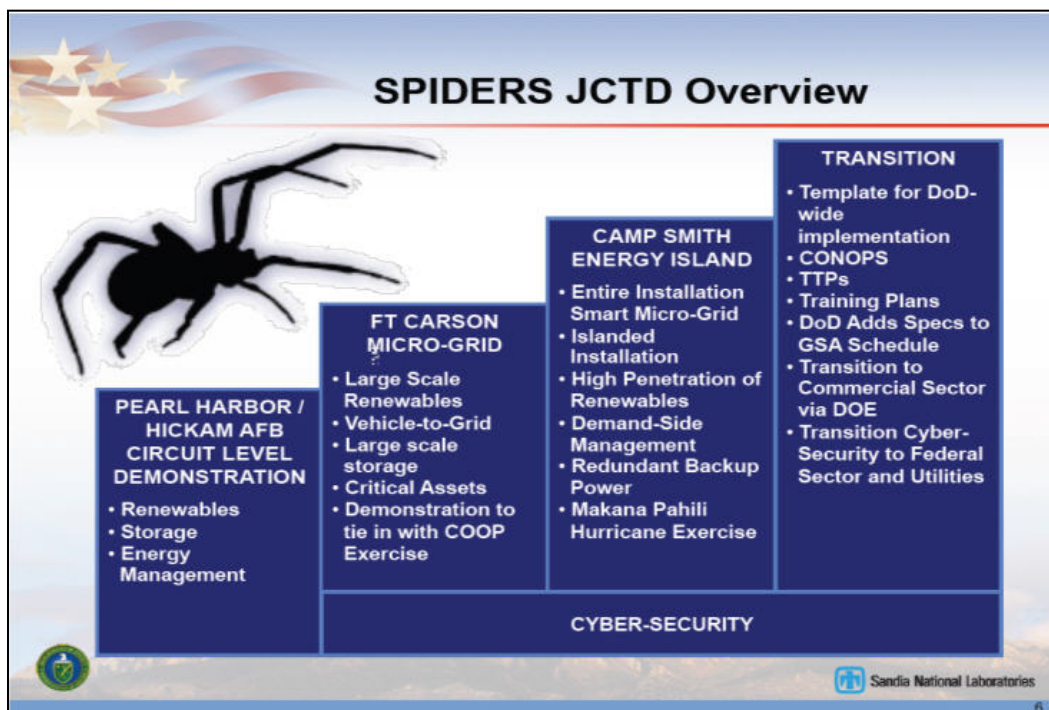 SPIDERS JCTD Overview
PEARL HARBOR /
HICKAM AFB
CIRCUIT LEVEL
DEMONSTRATION
• Renewables
• Storage
• Energy
Management
FT CARSON
MICRO-GRID
• Large Scale
Renewables
• Vehicle-to-Grid
• Large scale
storage
• Critical Assets
• Demonstration to
tie in with COOP
Exercise
CAMP SMITH
ENERGY ISLAND
• Entire Installation
Smart Micro-Grid
• Islanded
Installation
• High Penetration of
Renewables
• Demand-Side
Management
• Redundant Backup
Power
• Makana Pahili
Hurricane Exercise
TRANSITION
• Template for DoD-
wide
implementation
• CONOPS
• TTPs
• Training Plans
• DoD Adds Specs to
GSA Schedule
• Transition to
Commercial Sector
via DOE
• Transition Cyber-
Security to Federal
Sector and Utilities
CYBER-SECURITY
Sandia National Laboratories
6